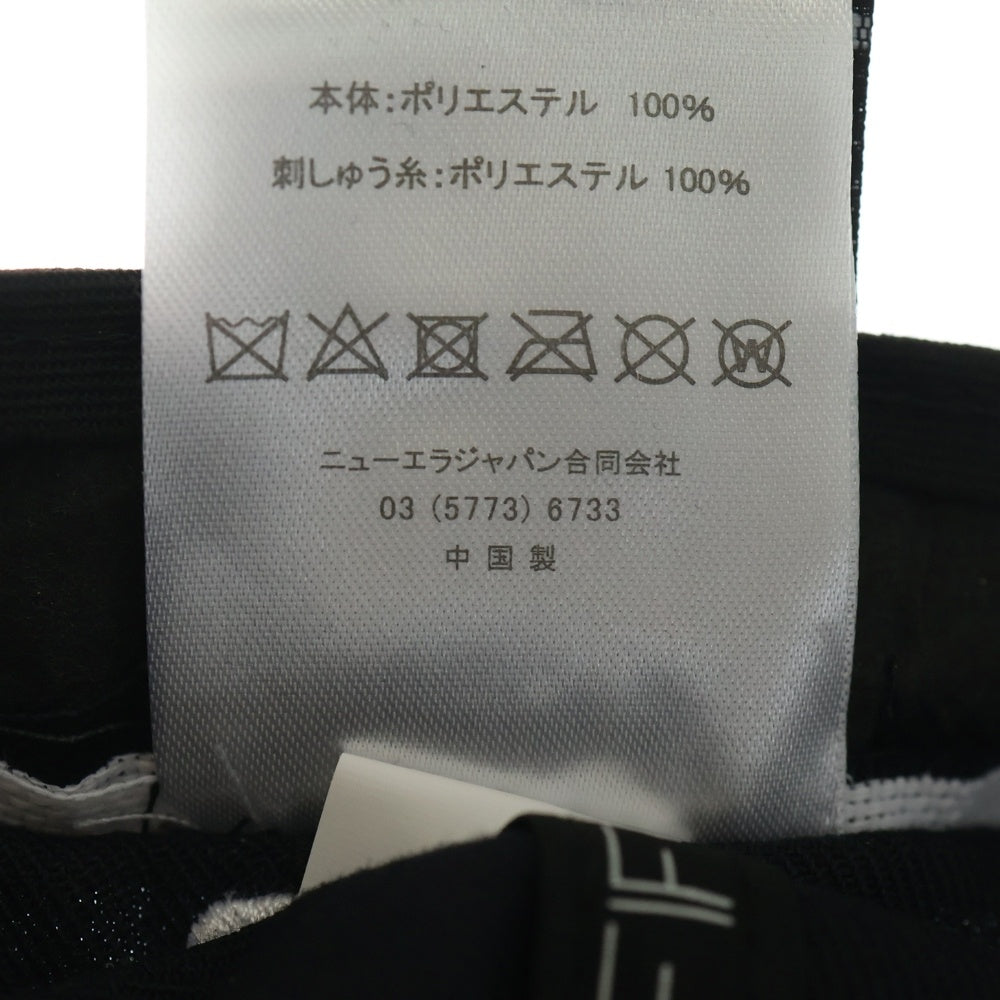 本体:ポリエステル 100%
刺しゅう糸:ポリエステル 100%
W
ニューエラジャパン合同会社
03 (5773) 6733
中国製